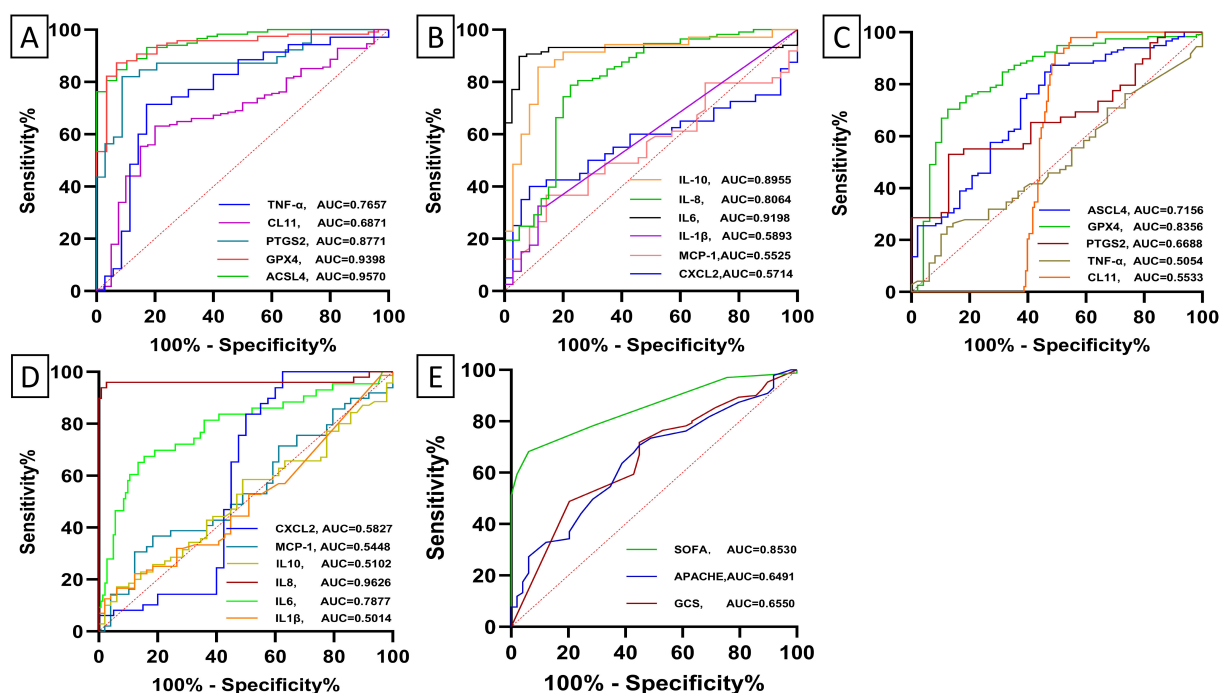 A
Sensitivity%
100
80
60
40
20
0
TNF-α, AUC=0.7657
CL11, AUC=0.6871
PTGS2, AUC=0.8771
GPX4, AUC=0.9398
ACSL4, AUC=0.9570
0 20 40 60 80 100
100% - Specificity%
B
Sensitivity%
100
80
60
40
20
0
IL-10, AUC=0.8955
IL-8, AUC=0.8064
IL6, AUC=0.9198
IL-1β, AUC=0.5893
MCP-1,AUC=0.5525
CXCL2,AUC=0.5714
0 20 40 60 80 100
100% - Specificity%
C
Sensitivity%
100
80
60
40
20
0
ASCL4, AUC=0.7156
GPX4, AUC=0.8356
PTGS2, AUC=0.6688
TNF-α, AUC=0.5054
CL11, AUC=0.5533
0 20 40 60 80 100
100% - Specificity%
D
Sensitivity%
100
80
60
40
20
0
CXCL2, AUC=0.5827
MCP-1, AUC=0.5448
IL10, AUC=0.5102
IL8, AUC=0.9626
IL6, AUC=0.7877
IL1β, AUC=0.5014
0 20 40 60 80 100
100% - Specificity%
E
Sensitivity%
100
80
60
40
20
0
SOFA, AUC=0.8530
APACHE,AUC=0.6491
GCS, AUC=0.6550
0 20 40 60 80 100
100% - Specificity%